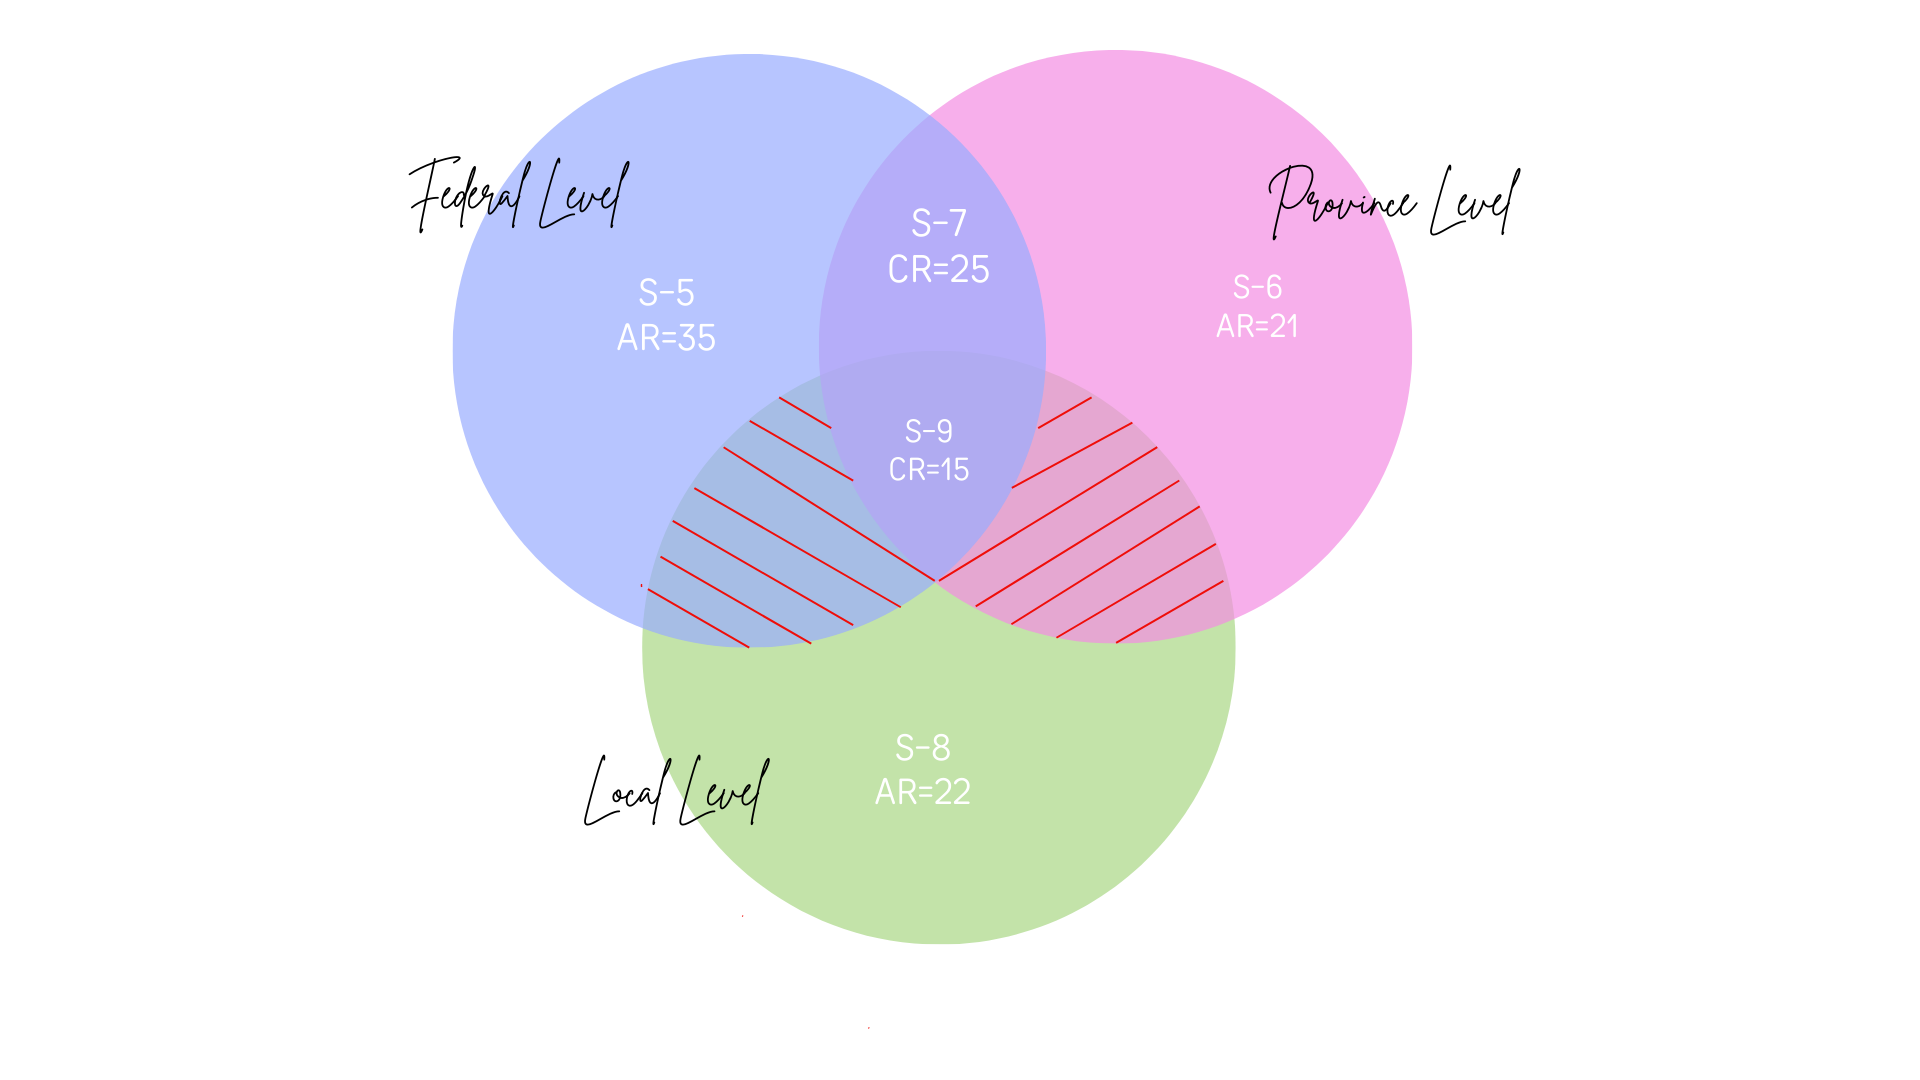 Federal Level
Province Level
S-7
CR=25
S-5
AR=35
S-6
AR=21
S-9
CR=15
S-8
AR=22
Local Level